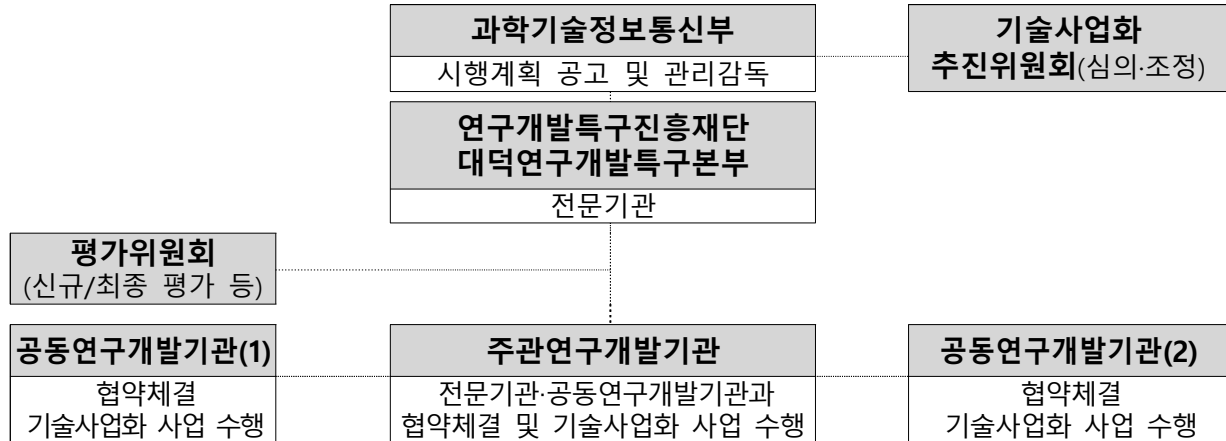 과학기술정보통신부
시행계획 공고 및 관리감독
기술사업화
추진위원회(심의·조정)
연구개발특구진흥재단
대덕연구개발특구본부
전문기관
평가위원회
(신규/최종 평가 등)
공동연구개발기관(1)
협약체결
기술사업화 사업 수행
주관연구개발기관
전문기관·공동연구개발기관과
협약체결 및 기술사업화 사업 수행
공동연구개발기관(2)
협약체결
기술사업화 사업 수행